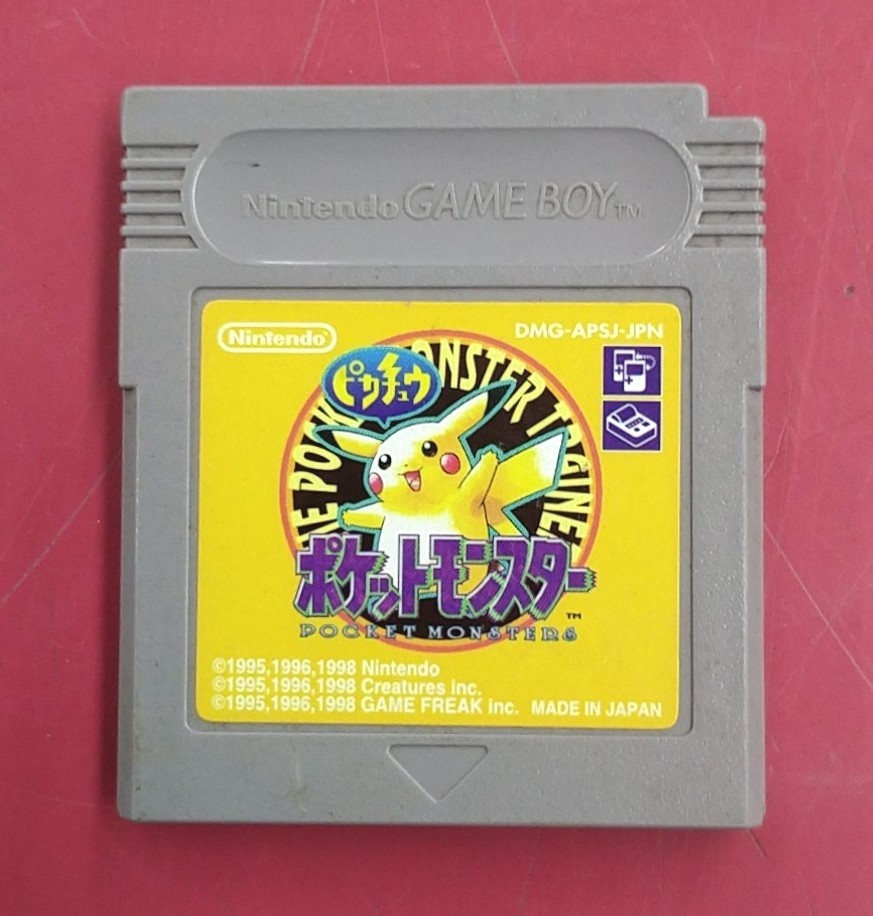 Nintendo GAME BOY TM
Nintendo
DMG-APSJ-JPN
MONSTER
ピカチュウ
ポケットモンスター
TM
POCKET MONSTERS
©1995,1996,1998 Nintendo
©1995,1996,1998 Creatures inc.
©1995,1996,1998 GAME FREAK inc. MADE IN JAPAN